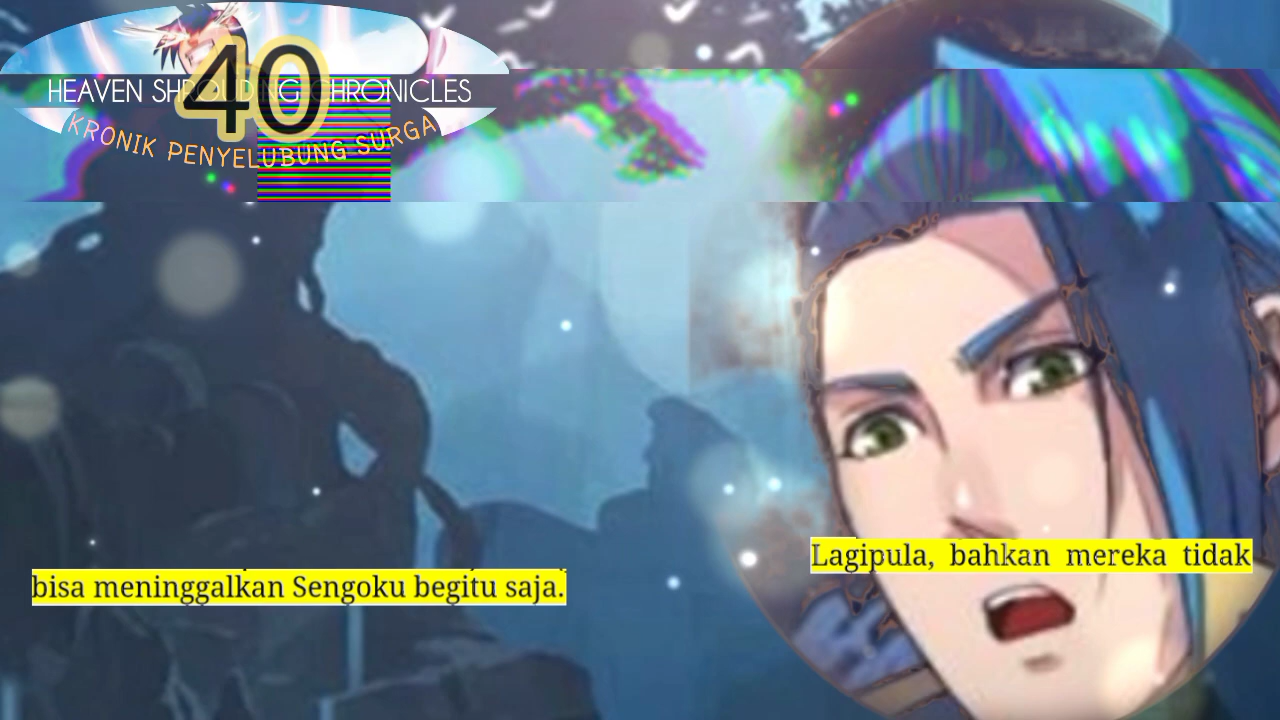 40
HEAVEN SHROUDING CHRONICLES
KRONIK PENYELUBUNG SURGA
Lagipula, bahkan mereka tidak
bisa meninggalkan Sengoku begitu saja.